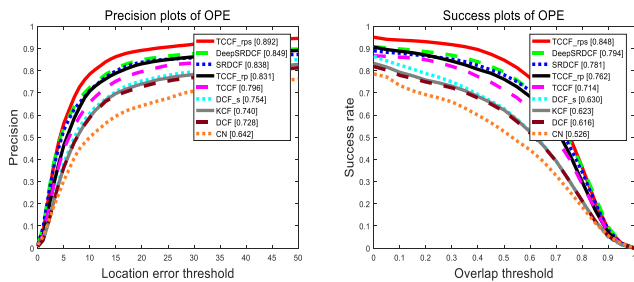 Precision plots of OPE
Precision
1
0.9
0.8
0.7
0.6
0.5
0.4
0.3
0.2
0.1
0
TCCF_rps [0.892]
DeepSRDCF [0.849]
SRDCF [0.838]
TCCF_rp [0.831]
TCCF [0.796]
DCF_s [0.754]
KCF [0.740]
DCF [0.728]
CN [0.642]
0 5 10 15 20 25 30 35 40 45 50
Location error threshold
Success plots of OPE
Success rate
1
0.9
0.8
0.7
0.6
0.5
0.4
0.3
0.2
0.1
0
TCCF_rps [0.848]
DeepSRDCF [0.794]
SRDCF [0.781]
TCCF_rp [0.762]
TCCF [0.714]
DCF_s [0.630]
KCF [0.623]
DCF [0.616]
CN [0.526]
0 0.1 0.2 0.3 0.4 0.5 0.6 0.7 0.8 0.9 1
Overlap threshold